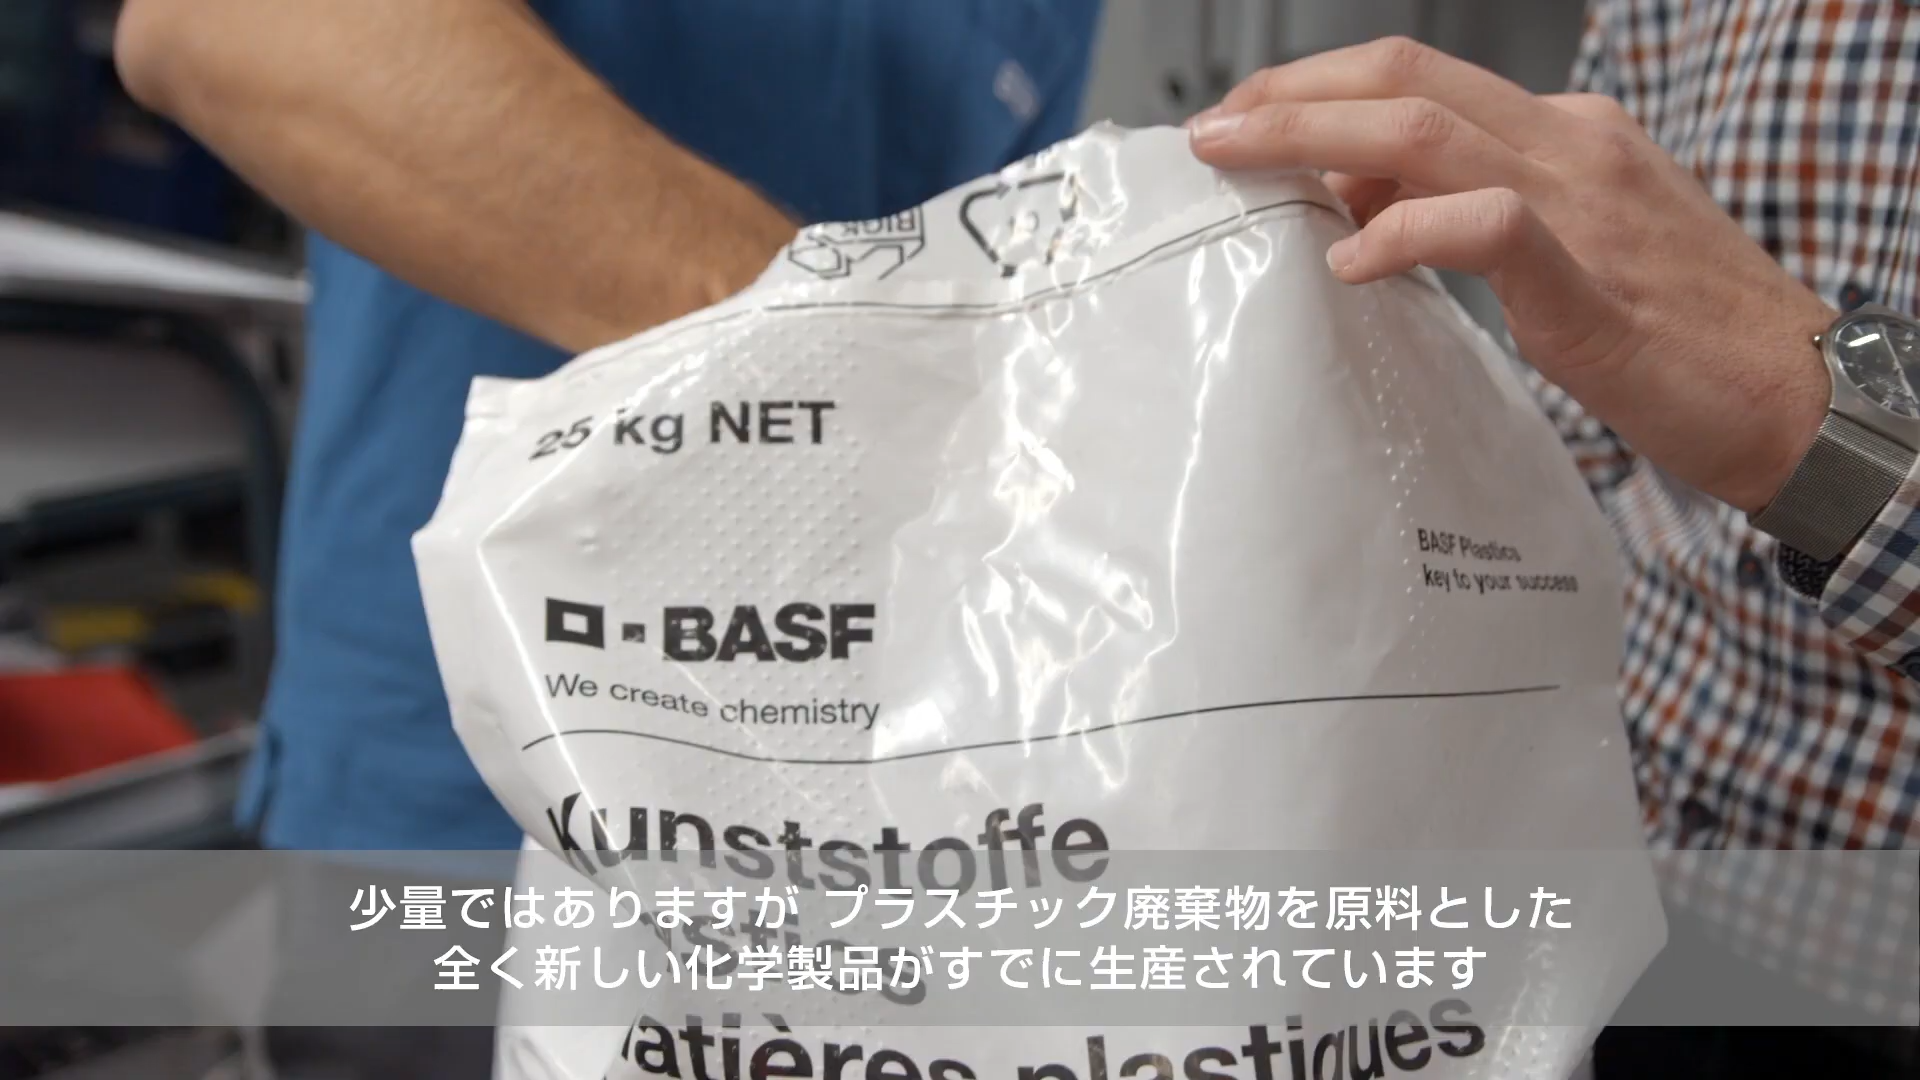 25 kg NET
BASF
We create chemistry
BASF Plastics
key to your success
Kunststoffe
少量ではありますが プラスチック廃棄物を原料とした
全く新しい化学製品がすでに生産されています
plastiques